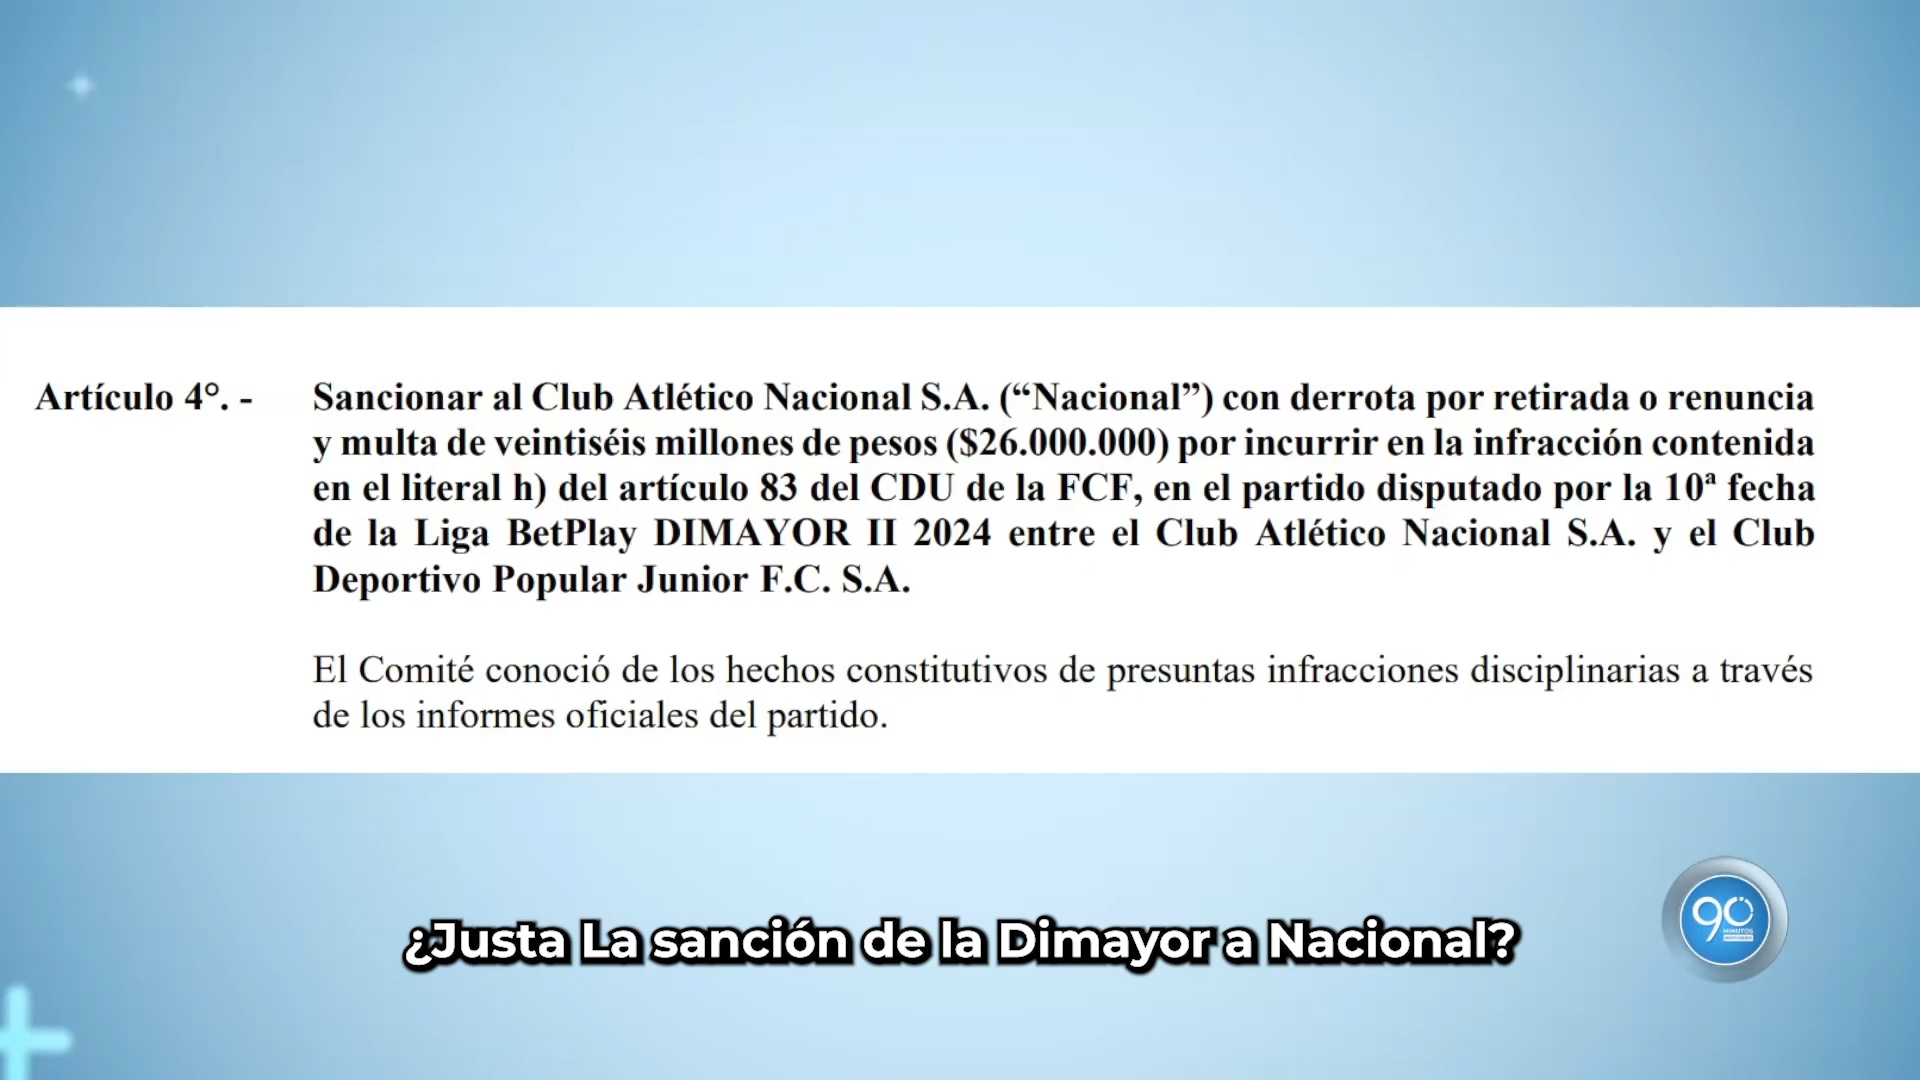 Artículo 4°. - Sancionar al Club Atlético Nacional S.A. (“Nacional”) con derrota por retirada o renuncia
y multa de veintiséis millones de pesos ($26.000.000) por incurrir en la infracción contenida
en el literal h) del artículo 83 del CDU de la FCF, en el partido disputado por la 10ª fecha
de la Liga BetPlay DIMAYOR II 2024 entre el Club Atlético Nacional S.A. y el Club
Deportivo Popular Junior F.C. S.A.
El Comité conoció de los hechos constitutivos de presuntas infracciones disciplinarias a través
de los informes oficiales del partido.
¿Justa La sanción de la Dimayor a Nacional?
90
MINUTOS